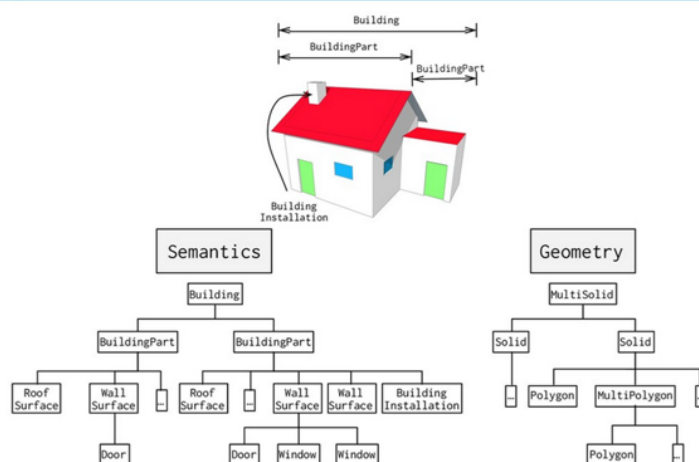 Building
BuildingPart
BuildingPart
Building
Installation
Semantics
Geometry
Building
MultiSolid
BuildingPart
BuildingPart
Solid
Solid
Roof
Surface
Wall
Surface
...
Roof
Surface
...
Wall
Surface
Wall
Surface
Building
Installation
...
Polygon
MultiPolygon
Door
Door
Window
Window
Polygon
...